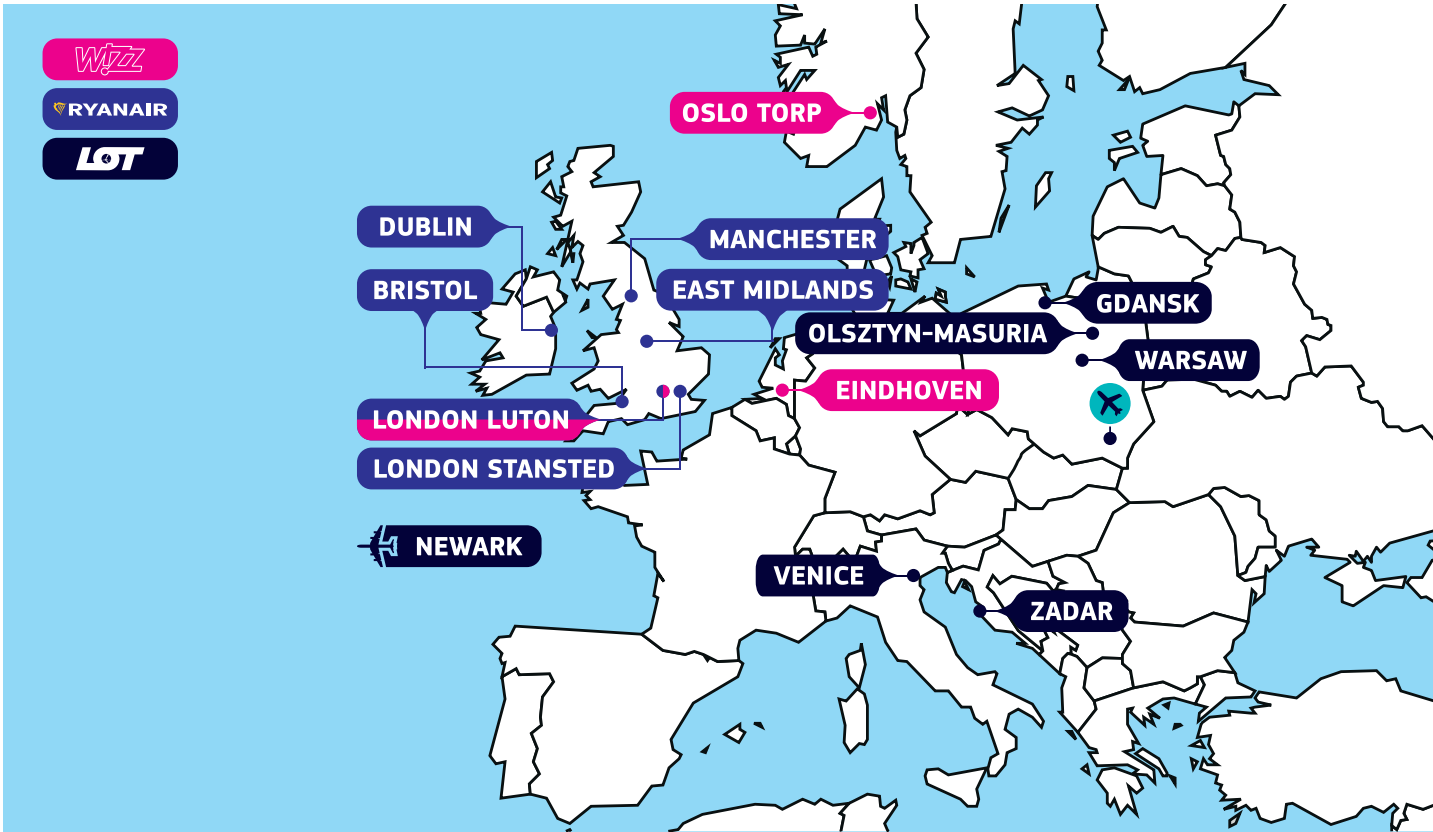 WIZZ
RYANAIR
LOT
OSLO TORP
DUBLIN
MANCHESTER
BRISTOL
EAST MIDLANDS
GDANSK
OLSZTYN-MASURIA
WARSAW
EINDHOVEN
LONDON LUTON
LONDON STANSTED
NEWARK
VENICE
ZADAR